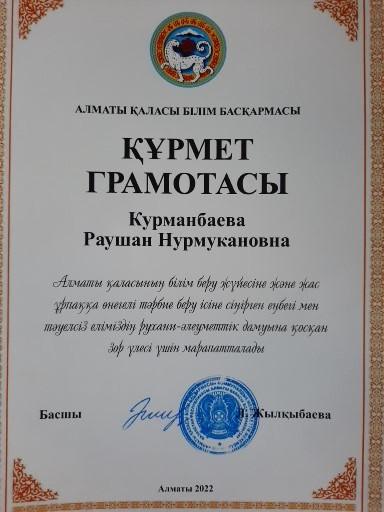 АЛМАТЫ ҚАЛАСЫ БІЛІМ БАСҚАРМАСЫ
ҚҰРМЕТ
ГРАМОТАСЫ
Курманбаева
Раушан Нурмукановна
Алматы қаласының білім беру жүйесіне және жас
ұрпаққа өнегелі тәрбие беру ісіне сіңірген еңбегі мен
тәуелсіз еліміздің рухани-әлеуметтік дамуына қосқан
зор үлесі үшін марапатталады
Басшы Жылқыбаева
Алматы 2022